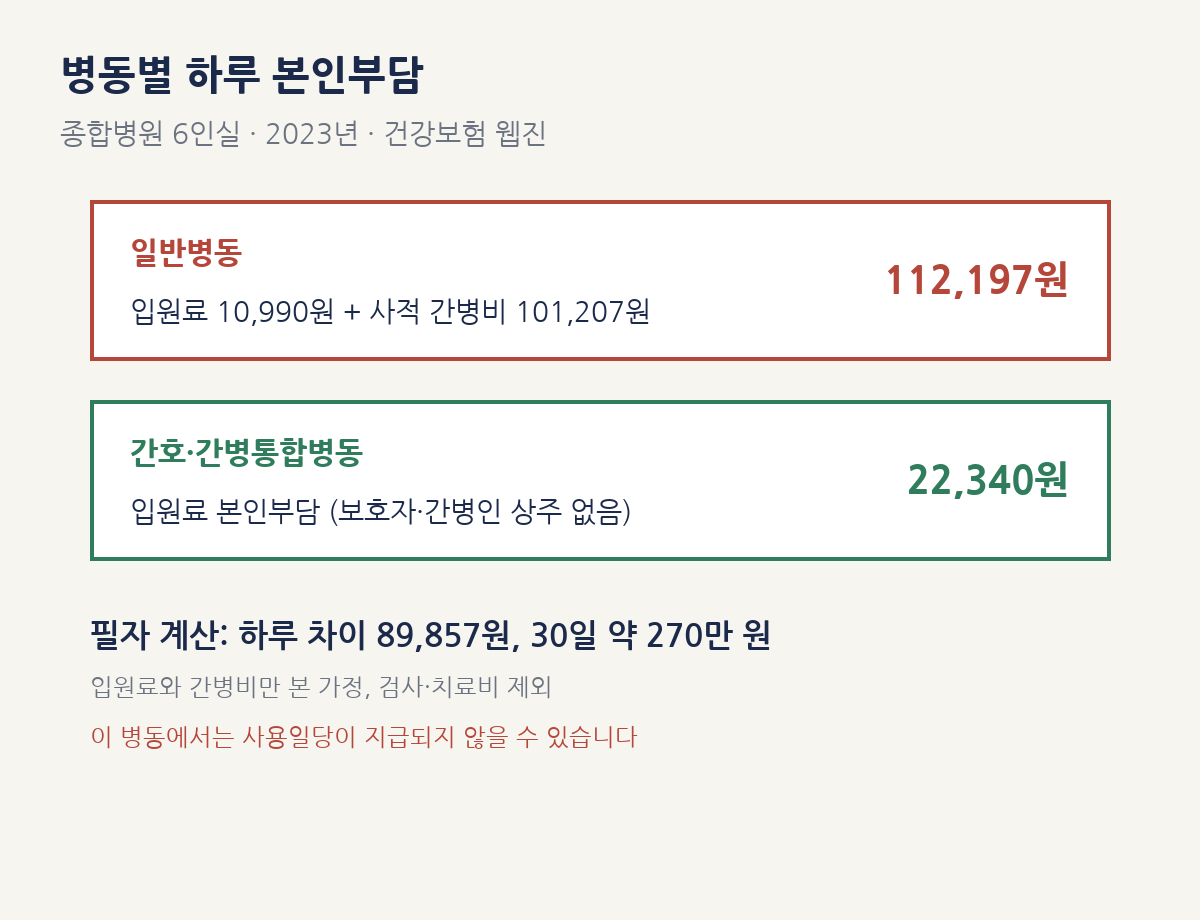 병동별 하루 본인부담
종합병원 6인실 · 2023년 · 건강보험 웹진
일반병동
입원료 10,990원 + 사적 간병비 101,207원
112,197원
간호·간병통합병동
입원료 본인부담 (보호자·간병인 상주 없음)
22,340원
필자 계산: 하루 차이 89,857원, 30일 약 270만 원
입원료와 간병비만 본 가정, 검사·치료비 제외
이 병동에서는 사용일당이 지급되지 않을 수 있습니다